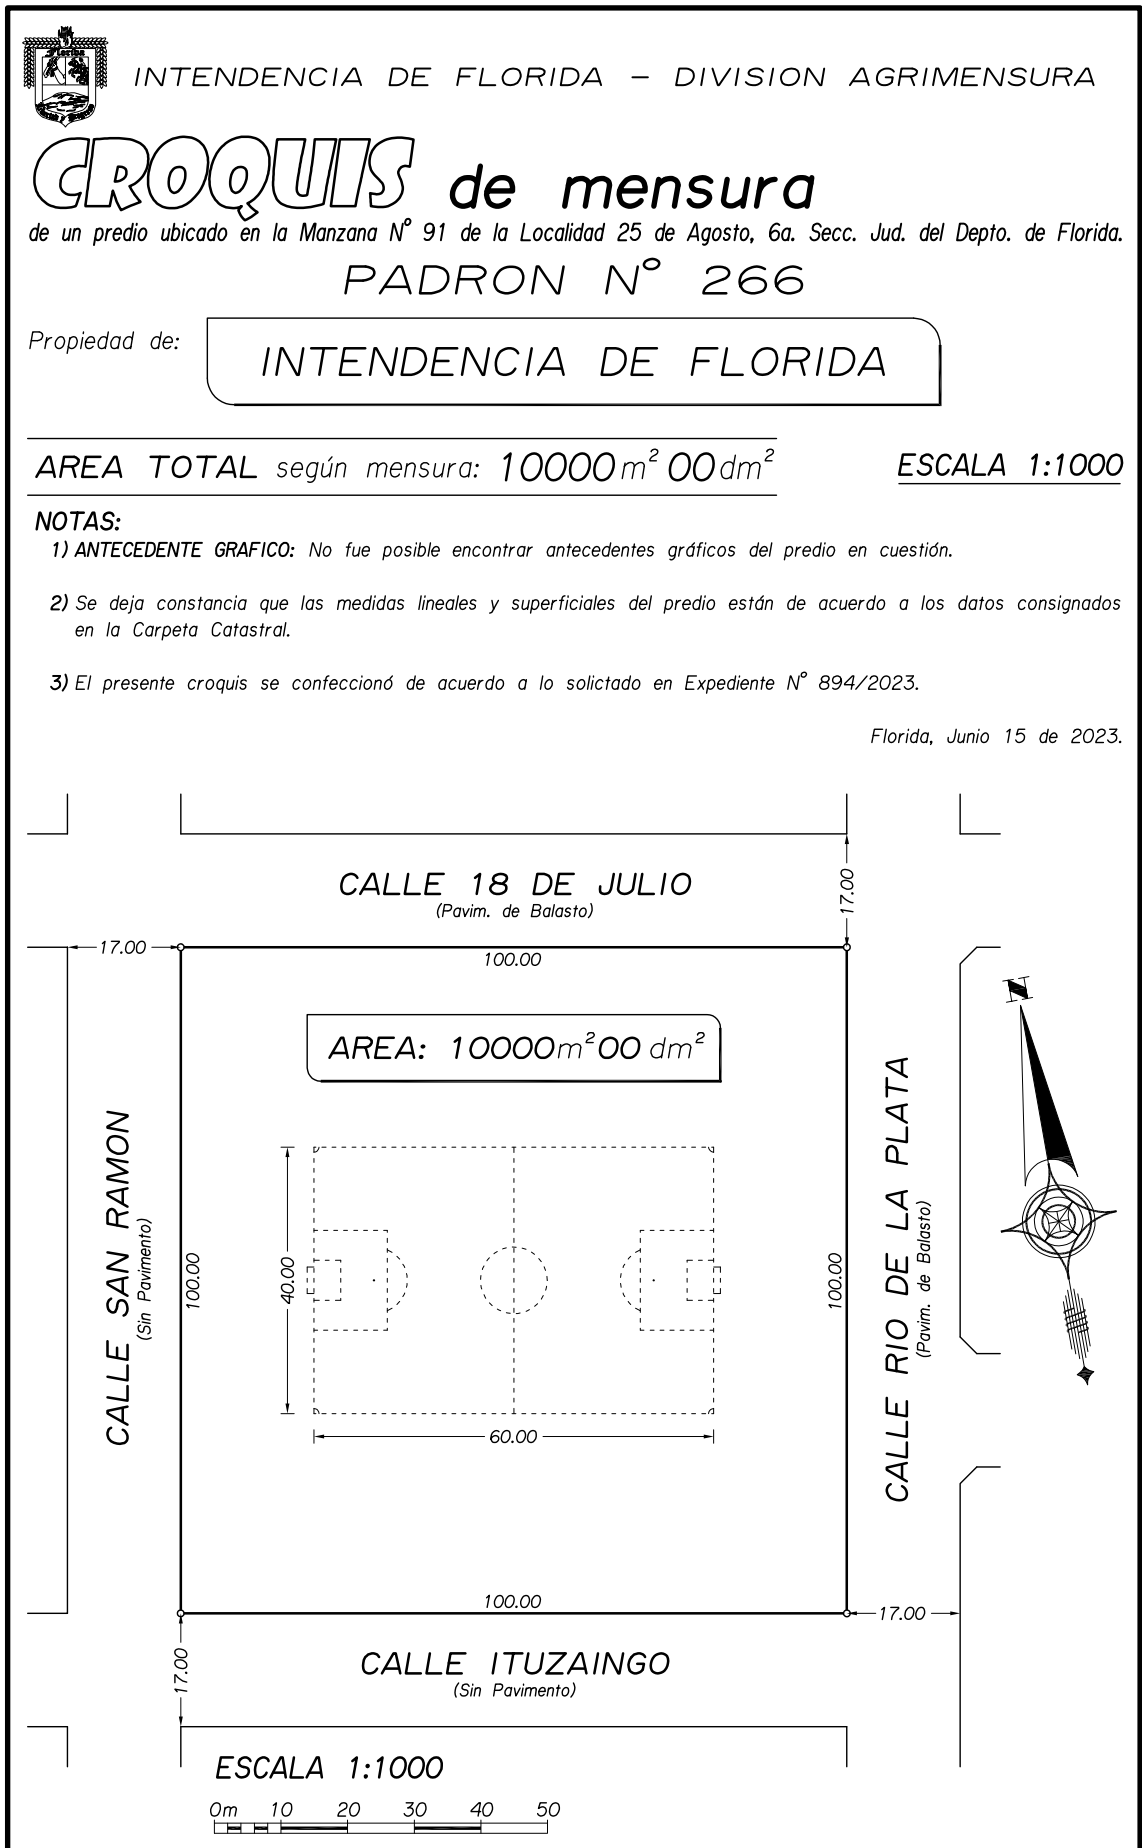 Florida
INTENDENCIA DE FLORIDA - DIVISION AGRIMENSURA
CROQUIS de mensura
de un predio ubicado en la Manzana N° 91 de la Localidad 25 de Agosto, 6a. Secc. Jud. del Depto. de Florida.
PADRON N° 266
Propiedad de:
INTENDENCIA DE FLORIDA
AREA TOTAL según mensura: 10000m² 00dm²
ESCALA 1:1000
NOTAS:
1) ANTECEDENTE GRAFICO: No fue posible encontrar antecedentes gráficos del predio en cuestión.
2) Se deja constancia que las medidas lineales y superficiales del predio están de acuerdo a los datos consignados
en la Carpeta Catastral.
3) El presente croquis se confeccionó de acuerdo a lo solictado en Expediente N° 894/2023.
Florida, Junio 15 de 2023.
CALLE 18 DE JULIO
(Pavim. de Balasto)
17.00
17.00
100.00
N
AREA: 10000m²00 dm²
CALLE SAN RAMON
(Sin Pavimento)
100.00
40.00
60.00
100.00
CALLE RIO DE LA PLATA
(Pavim. de Balasto)
100.00
17.00
17.00
CALLE ITUZAINGO
(Sin Pavimento)
ESCALA 1:1000
0m 10 20 30 40 50